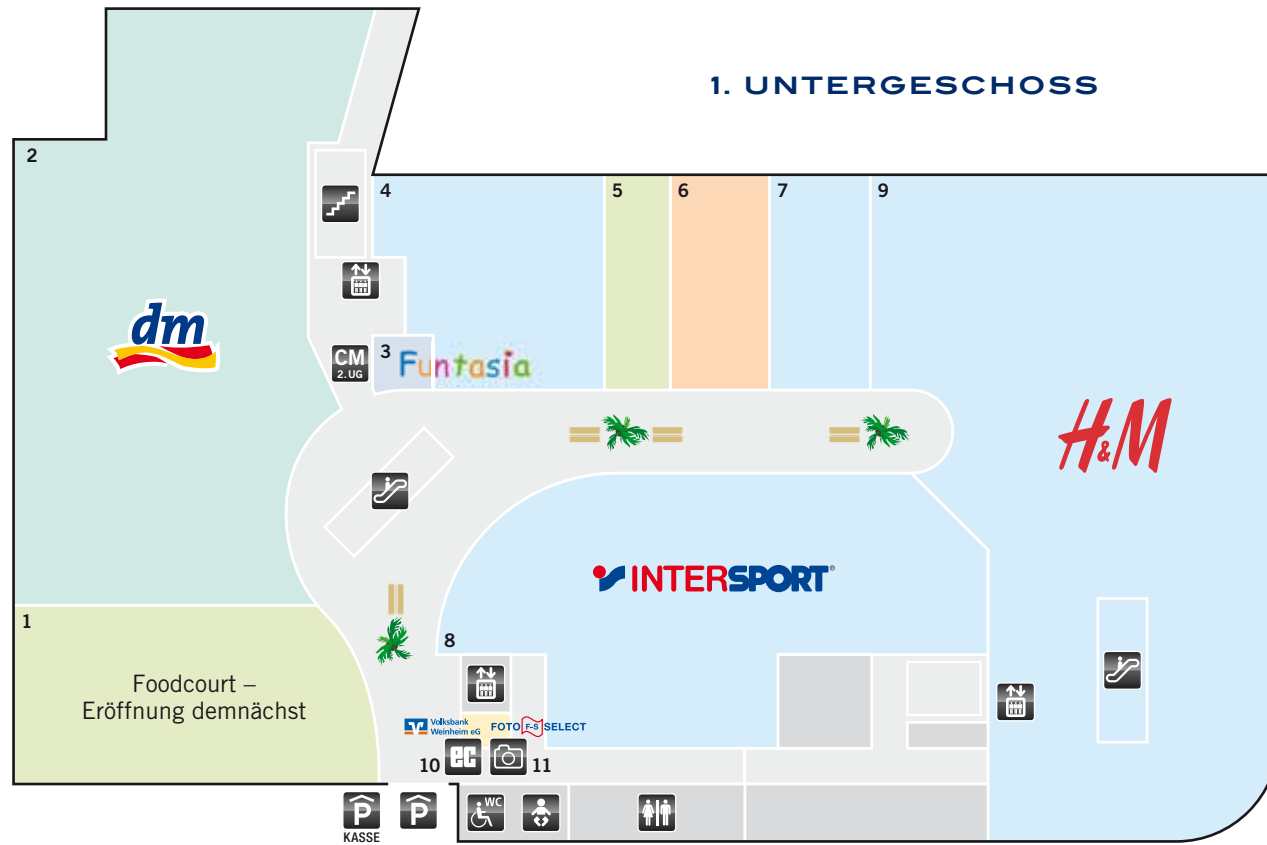 1. UNTERGESCHOSS
2
4
5
6
7
9
dm
CM
2. UG
3
Funtasia
H&M
INTERSPORT®
1
8
Foodcourt –
Eröffnung demnächst
Volksbank
Weinheim eG
FOTO F-S SELECT
10
ec
11
P
KASSE
P
WC